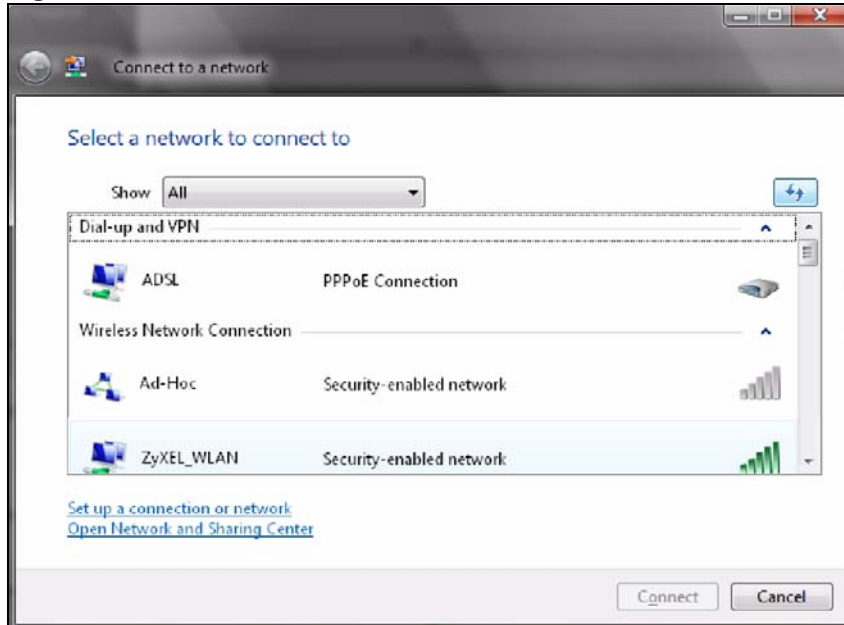 Connect to a network
Select a network to connect to
Show All
Dial-up and VPN
ADSL PPPoE Connection
Wireless Network Connection
Ad-Hoc Security-enabled network
ZyXEL_WLAN Security-enabled network
Set up a connection or network
Open Network and Sharing Center
Connect Cancel